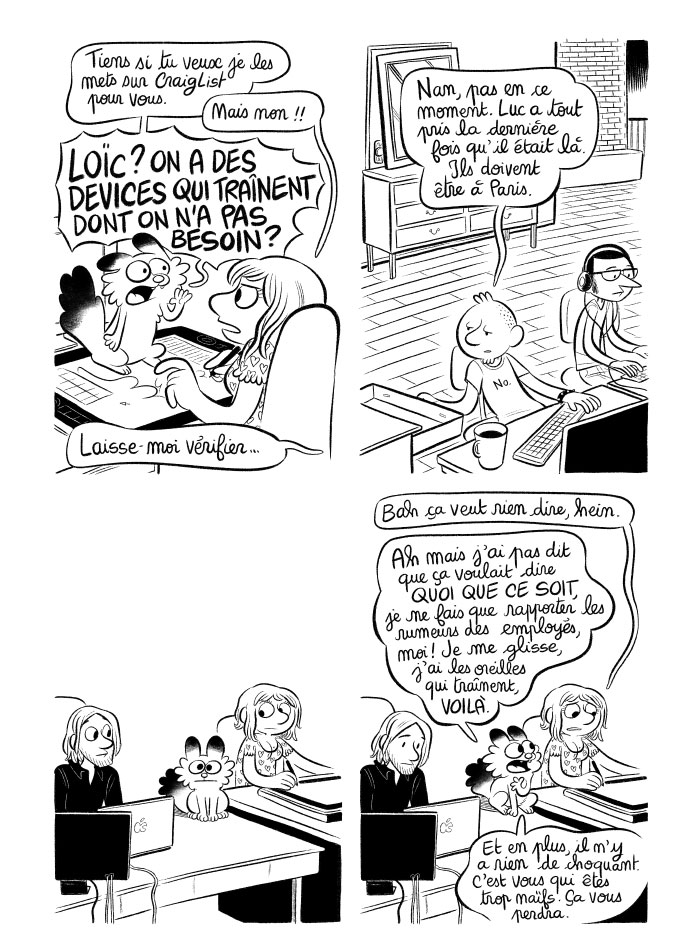 Tiens si tu veux je les
mets sur CraigList
pour vous.
Mais non !!
LOÏC ? ON A DES
DEVICES QUI TRAÎNENT
DONT ON N'A PAS
BESOIN ?
Laisse-moi vérifier...
Nan, pas en ce
moment. Luc a tout
pris la dernière
fois qu'il était là.
Ils doivent
être à Paris.
No.
Bah ça veut rien dire, hein.
Ah mais j'ai pas dit
que ça voulait dire
QUOI QUE CE SOIT,
je ne fais que rapporter les
rumeurs des employés,
moi ! Je me glisse,
j'ai les oreilles
qui traînent,
VOILÀ.
Et en plus, il n'y
a rien de choquant.
C'est vous qui êtes
trop naïfs. Ça vous
perdra.